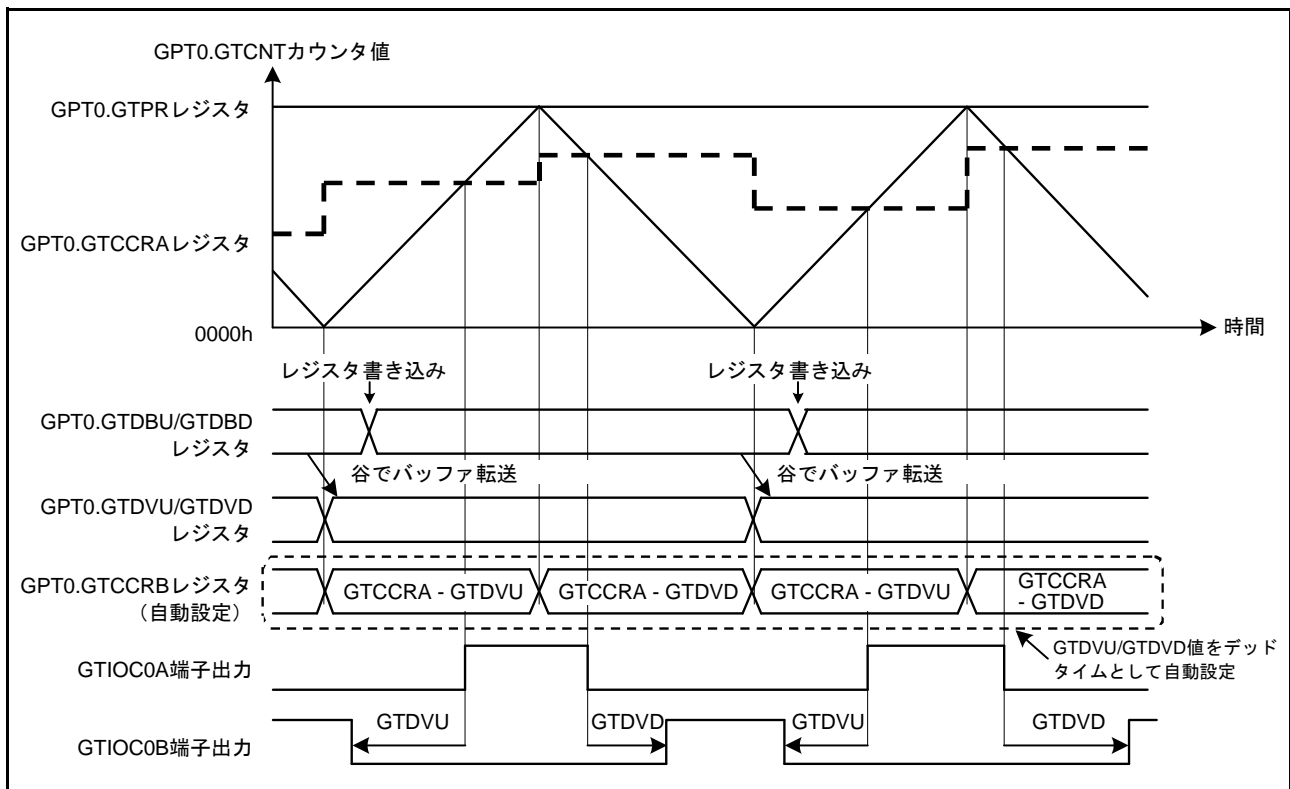 GPT0.GTCNTカウンタ値
GPT0.GTPRレジスタ
GPT0.GTCCRAレジスタ
0000h
時間
レジスタ書き込み
レジスタ書き込み
GPT0.GTDBU/GTDBD
レジスタ
谷でバッファ転送
谷でバッファ転送
GPT0.GTDVU/GTDVD
レジスタ
GPT0.GTCCRBレジスタ
（自動設定）
GTCCRA - GTDVU
GTCCRA - GTDVD
GTCCRA - GTDVU
GTCCRA
- GTDVD
GTDVU/GTDVD値をデッド
タイムとして自動設定
GTIOC0A端子出力
GTDVU
GTDVD
GTDVU
GTDVD
GTIOC0B端子出力